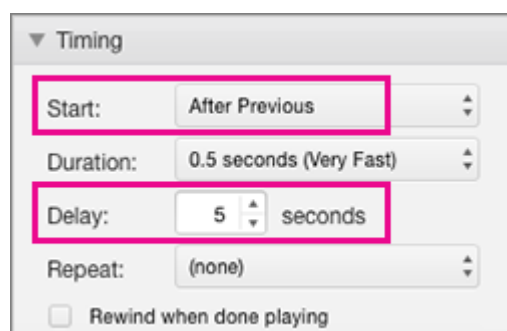 Timing
Start: After Previous
Duration: 0.5 seconds (Very Fast)
Delay: 5 seconds
Repeat: (none)
Rewind when done playing